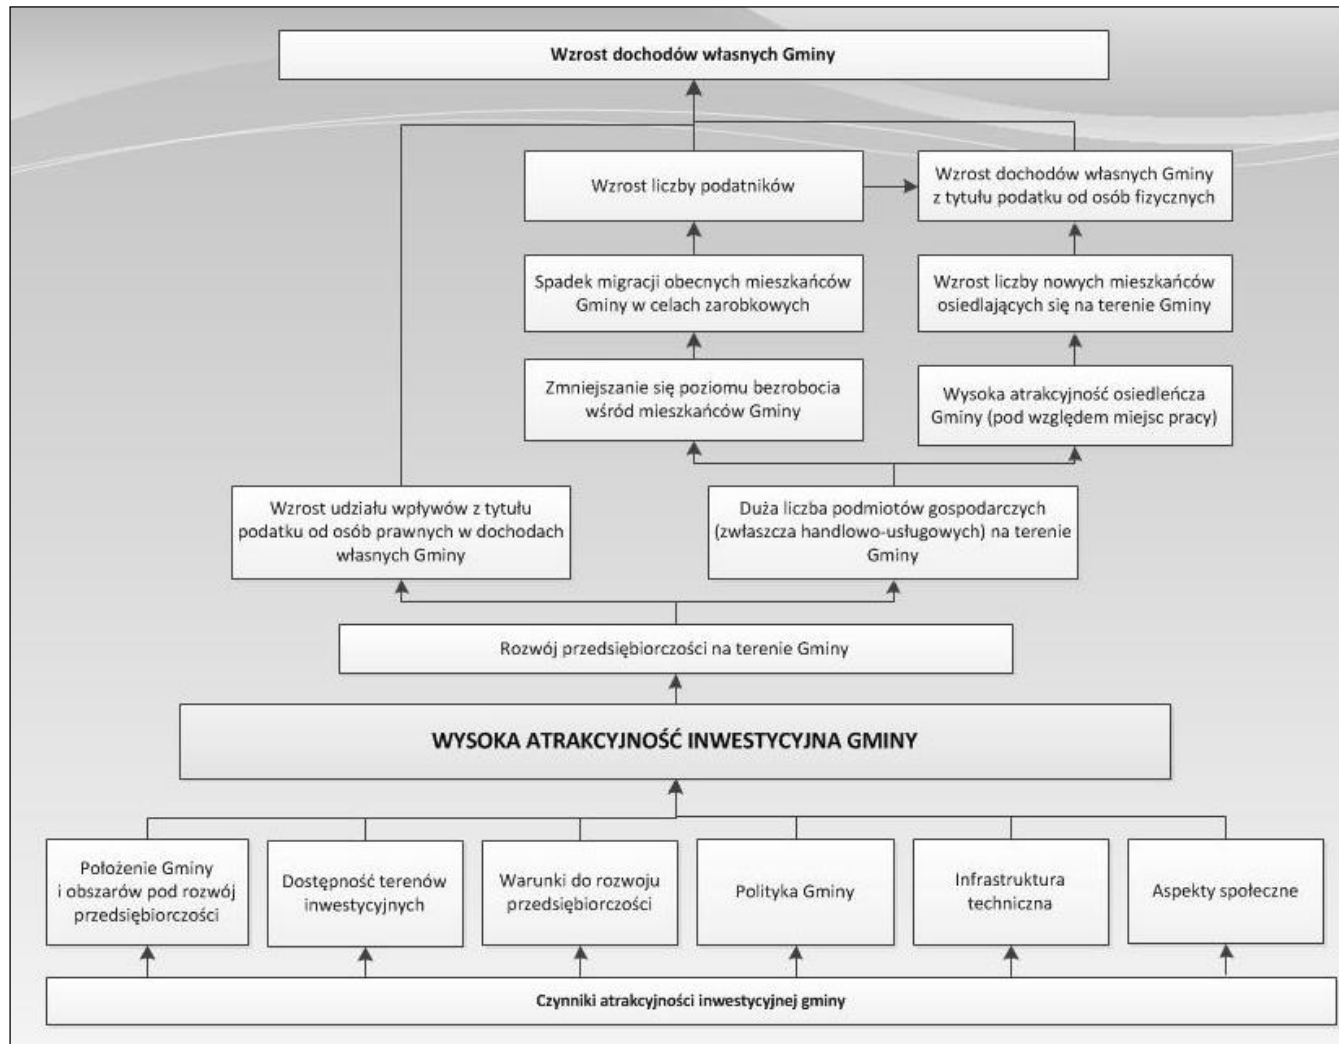 Wzrost dochodów własnych Gminy
Wzrost liczby podatników
Wzrost dochodów własnych Gminy
z tytułu podatku od osób fizycznych
Spadek migracji obecnych mieszkańców
Gminy w celach zarobkowych
Wzrost liczby nowych mieszkańców
osiedlających się na terenie Gminy
Zmniejszanie się poziomu bezrobocia
wśród mieszkańców Gminy
Wysoka atrakcyjność osiedleńcza
Gminy (pod względem miejsc pracy)
Wzrost udziału wpływów z tytułu
podatku od osób prawnych w dochodach
własnych Gminy
Duża liczba podmiotów gospodarczych
(zwłaszcza handlowo-usługowych) na terenie
Gminy
Rozwój przedsiębiorczości na terenie Gminy
WYSOKA ATRAKCYJNOŚĆ INWESTYCYJNA GMINY
Położenie Gminy
i obszarów pod rozwój
przedsiębiorczości
Dostępność terenów
inwestycyjnych
Warunki do rozwoju
przedsiębiorczości
Polityka Gminy
Infrastruktura
techniczna
Aspekty społeczne
Czynniki atrakcyjności inwestycyjnej gminy